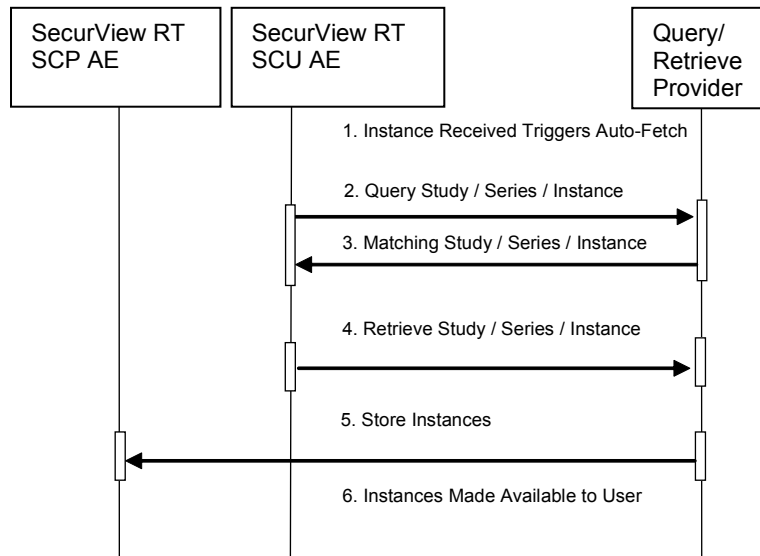 SecurView RT
SCP AE
SecurView RT
SCU AE
Query/
Retrieve
Provider
1. Instance Received Triggers Auto-Fetch
2. Query Study / Series / Instance
3. Matching Study / Series / Instance
4. Retrieve Study / Series / Instance
5. Store Instances
6. Instances Made Available to User